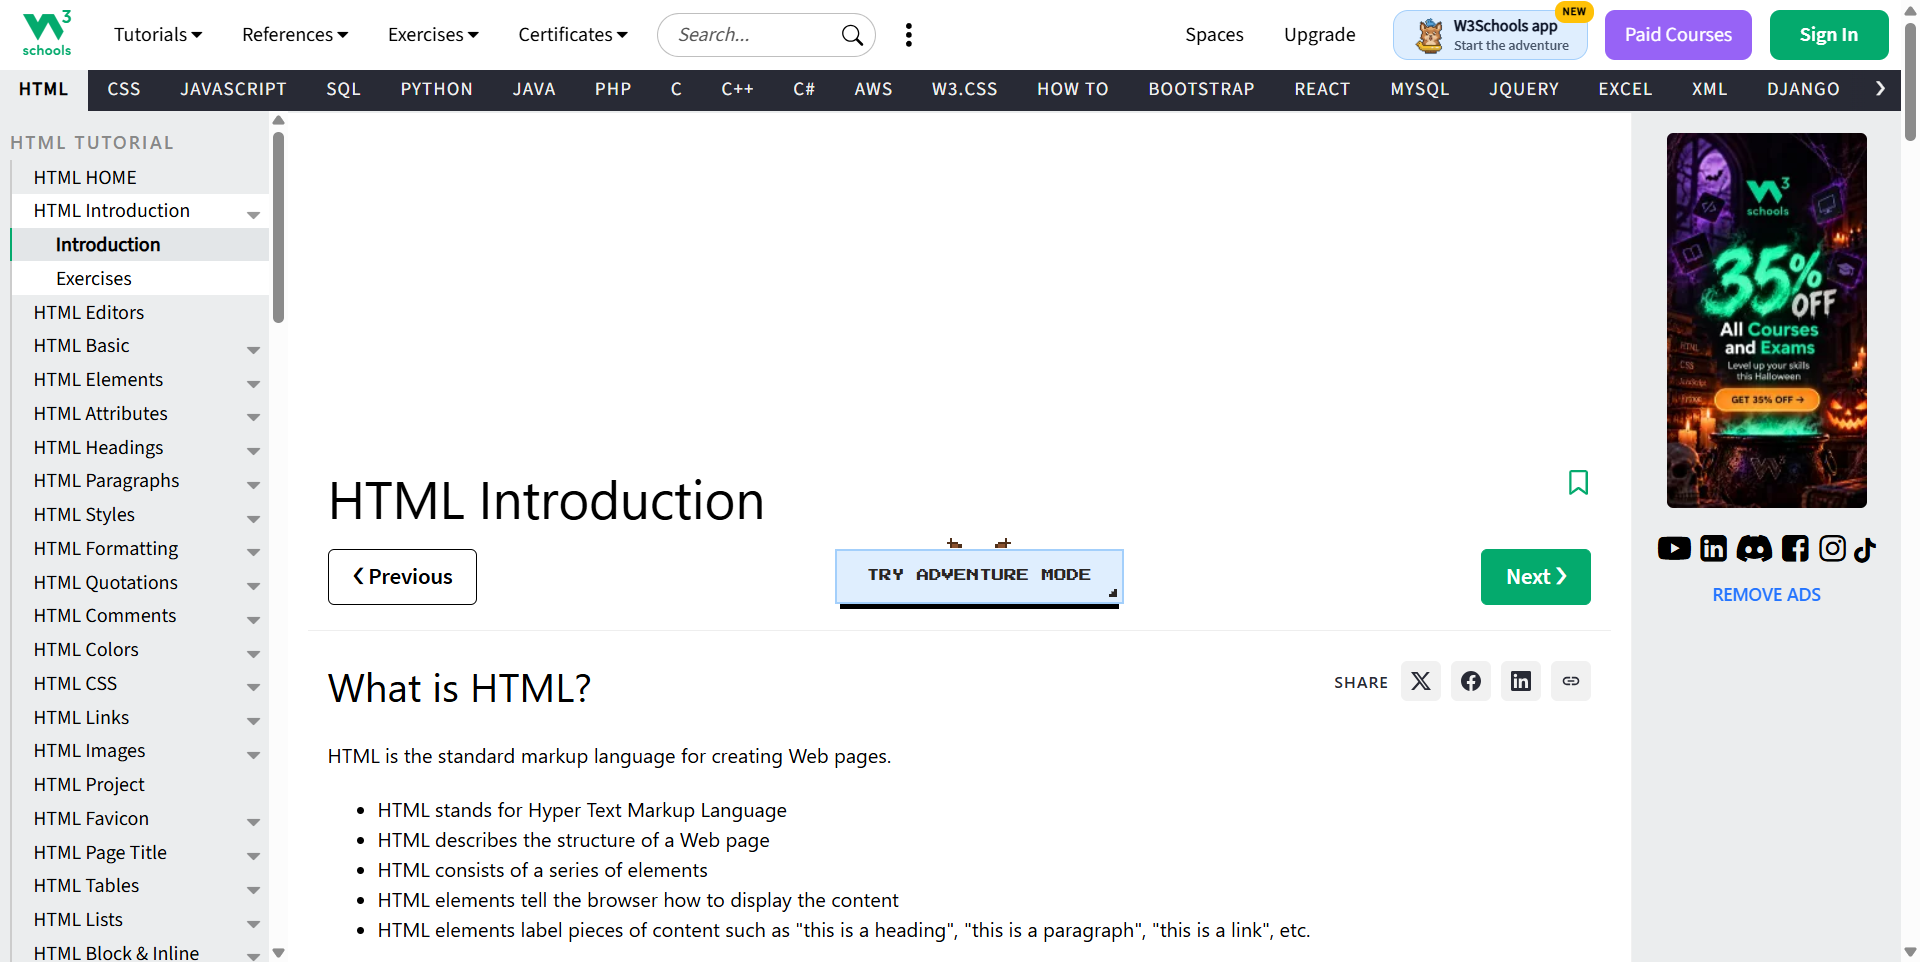 W3 schools
Tutorials
References
Exercises
Certificates
Search...
Spaces
Upgrade
W3Schools app
Start the adventure
NEW
Paid Courses
Sign In
HTML
CSS
JAVASCRIPT
SQL
PYTHON
JAVA
PHP
C
C++
C#
AWS
W3.CSS
HOW TO
BOOTSTRAP
REACT
MYSQL
JQUERY
EXCEL
XML
DJANGO
HTML TUTORIAL
HTML HOME
HTML Introduction
Introduction
Exercises
HTML Editors
HTML Basic
HTML Elements
HTML Attributes
HTML Headings
HTML Paragraphs
HTML Styles
HTML Formatting
HTML Quotations
HTML Comments
HTML Colors
HTML CSS
HTML Links
HTML Images
HTML Project
HTML Favicon
HTML Page Title
HTML Tables
HTML Lists
HTML Block & Inline
HTML Introduction
❮ Previous
TRY ADVENTURE MODE
Next ❯
What is HTML?
SHARE
HTML is the standard markup language for creating Web pages.
HTML stands for Hyper Text Markup Language
HTML describes the structure of a Web page
HTML consists of a series of elements
HTML elements tell the browser how to display the content
HTML elements label pieces of content such as "this is a heading", "this is a paragraph", "this is a link", etc.
W3 schools
35% OFF
All Courses
and Exams
Level up your skills
this Halloween
GET 35% OFF →
HTML
CSS
JavaScript
Python
REMOVE ADS